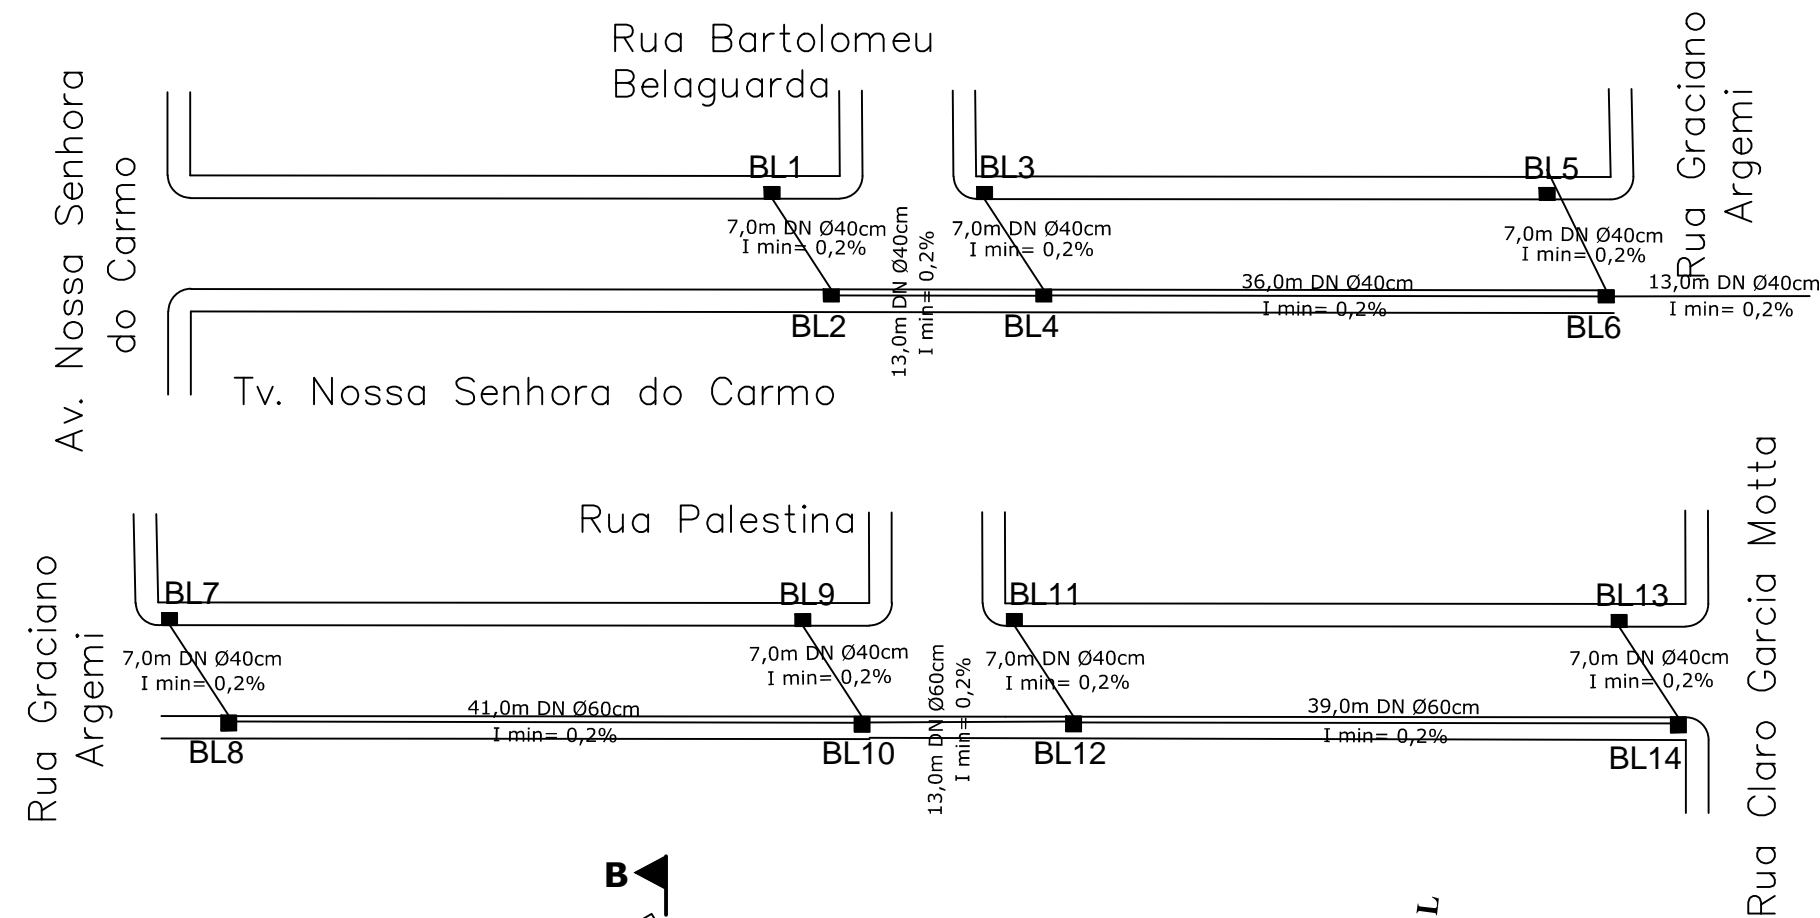 Rua Bartolomeu
Belaguarda
Av. Nossa Senhora
do Carmo
Rua Graciano
Argemi
BL1
BL3
BL5
7,0m DN Ø40cm
I min= 0,2%
13,0m DN Ø40cm
I min= 0,2%
7,0m DN Ø40cm
I min= 0,2%
7,0m DN Ø40cm
I min= 0,2%
36,0m DN Ø40cm
I min= 0,2%
13,0m DN Ø40cm
I min= 0,2%
BL2
BL4
BL6
Tv. Nossa Senhora do Carmo
Rua Palestina
Rua Graciano
Argemi
Rua Claro Garcia Motta
BL7
BL9
BL11
BL13
7,0m DN Ø40cm
I min= 0,2%
7,0m DN Ø40cm
I min= 0,2%
7,0m DN Ø40cm
I min= 0,2%
7,0m DN Ø40cm
I min= 0,2%
41,0m DN Ø60cm
I min= 0,2%
13,0m DN Ø60cm
I min= 0,2%
39,0m DN Ø60cm
I min= 0,2%
BL8
BL10
BL12
BL14
B
L